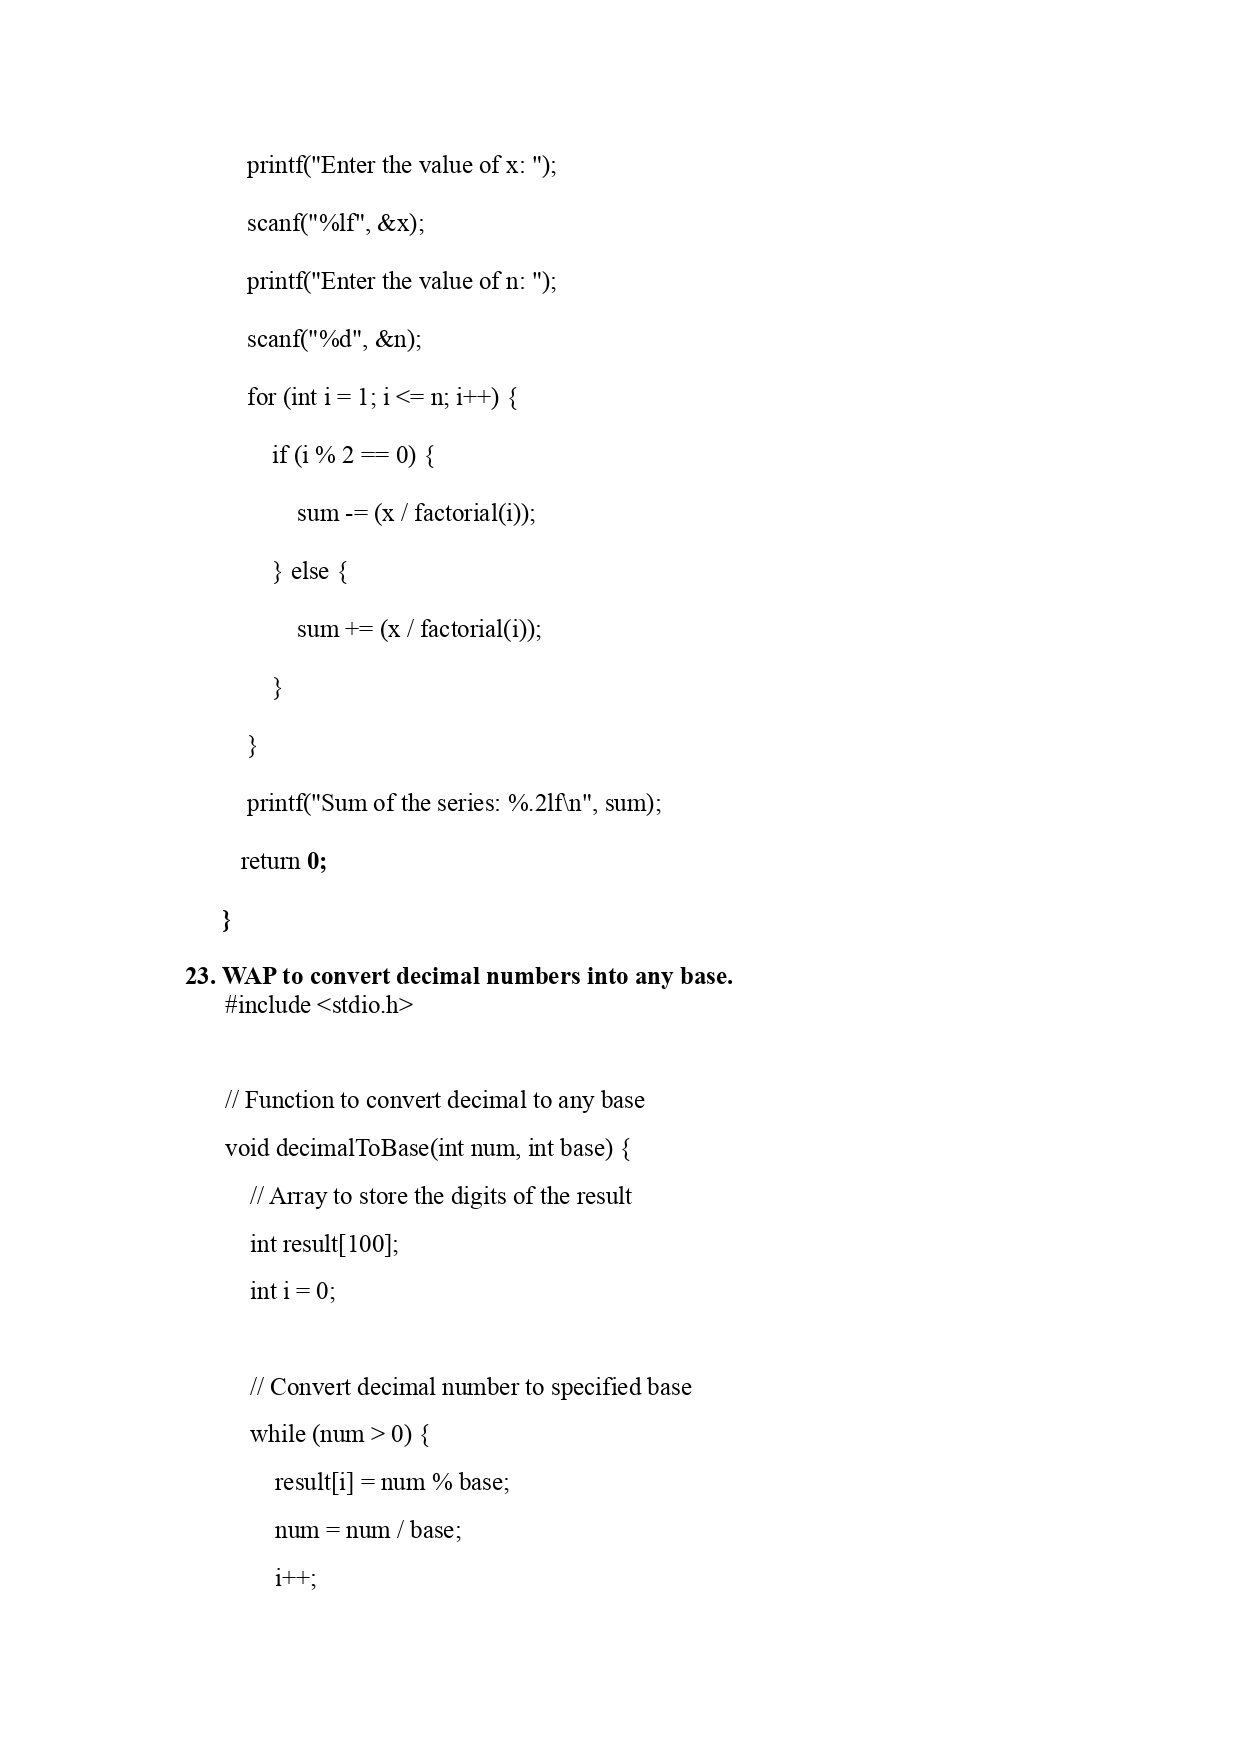 printf("Enter the value of x: ");
scanf("%lf", &x);
printf("Enter the value of n: ");
scanf("%d", &n);
for (int i = 1; i <= n; i++) {
if (i % 2 == 0) {
sum -= (x / factorial(i));
} else {
sum += (x / factorial(i));
}
}
printf("Sum of the series: %.2lf\n", sum);
return 0;
}
23. WAP to convert decimal numbers into any base.
#include <stdio.h>
// Function to convert decimal to any base
void decimalToBase(int num, int base) {
// Array to store the digits of the result
int result[100];
int i = 0;
// Convert decimal number to specified base
while (num > 0) {
result[i] = num % base;
num = num / base;
i++;